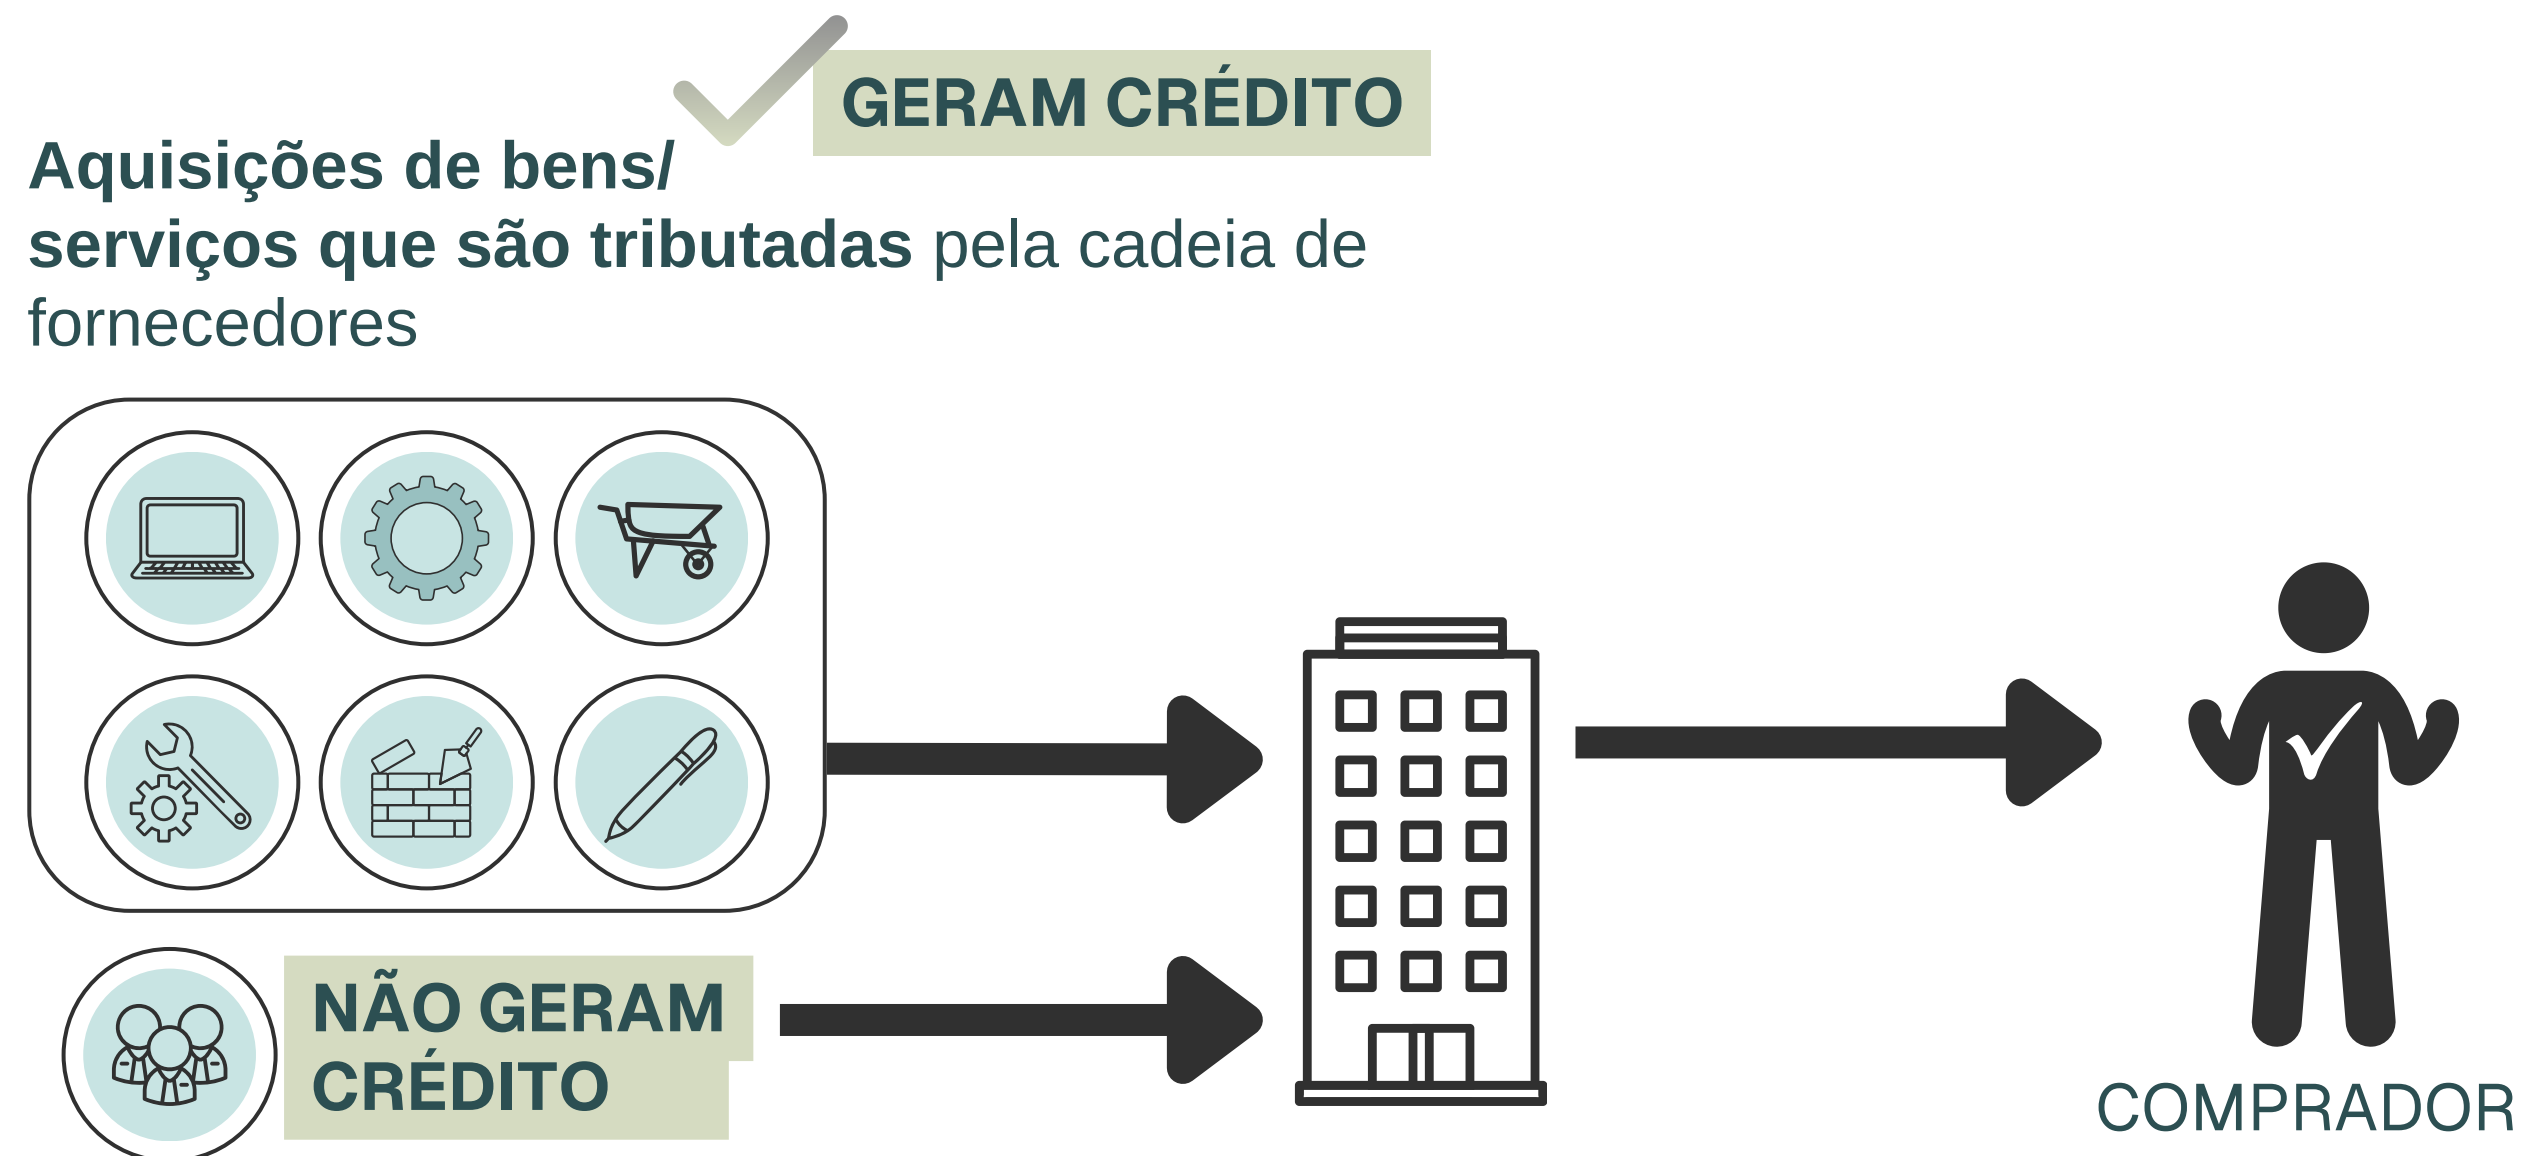 GERAM CRÉDITO
Aquisições de bens/
serviços que são tributadas pela cadeia de
fornecedores
NÃO GERAM
CRÉDITO
COMPRADOR